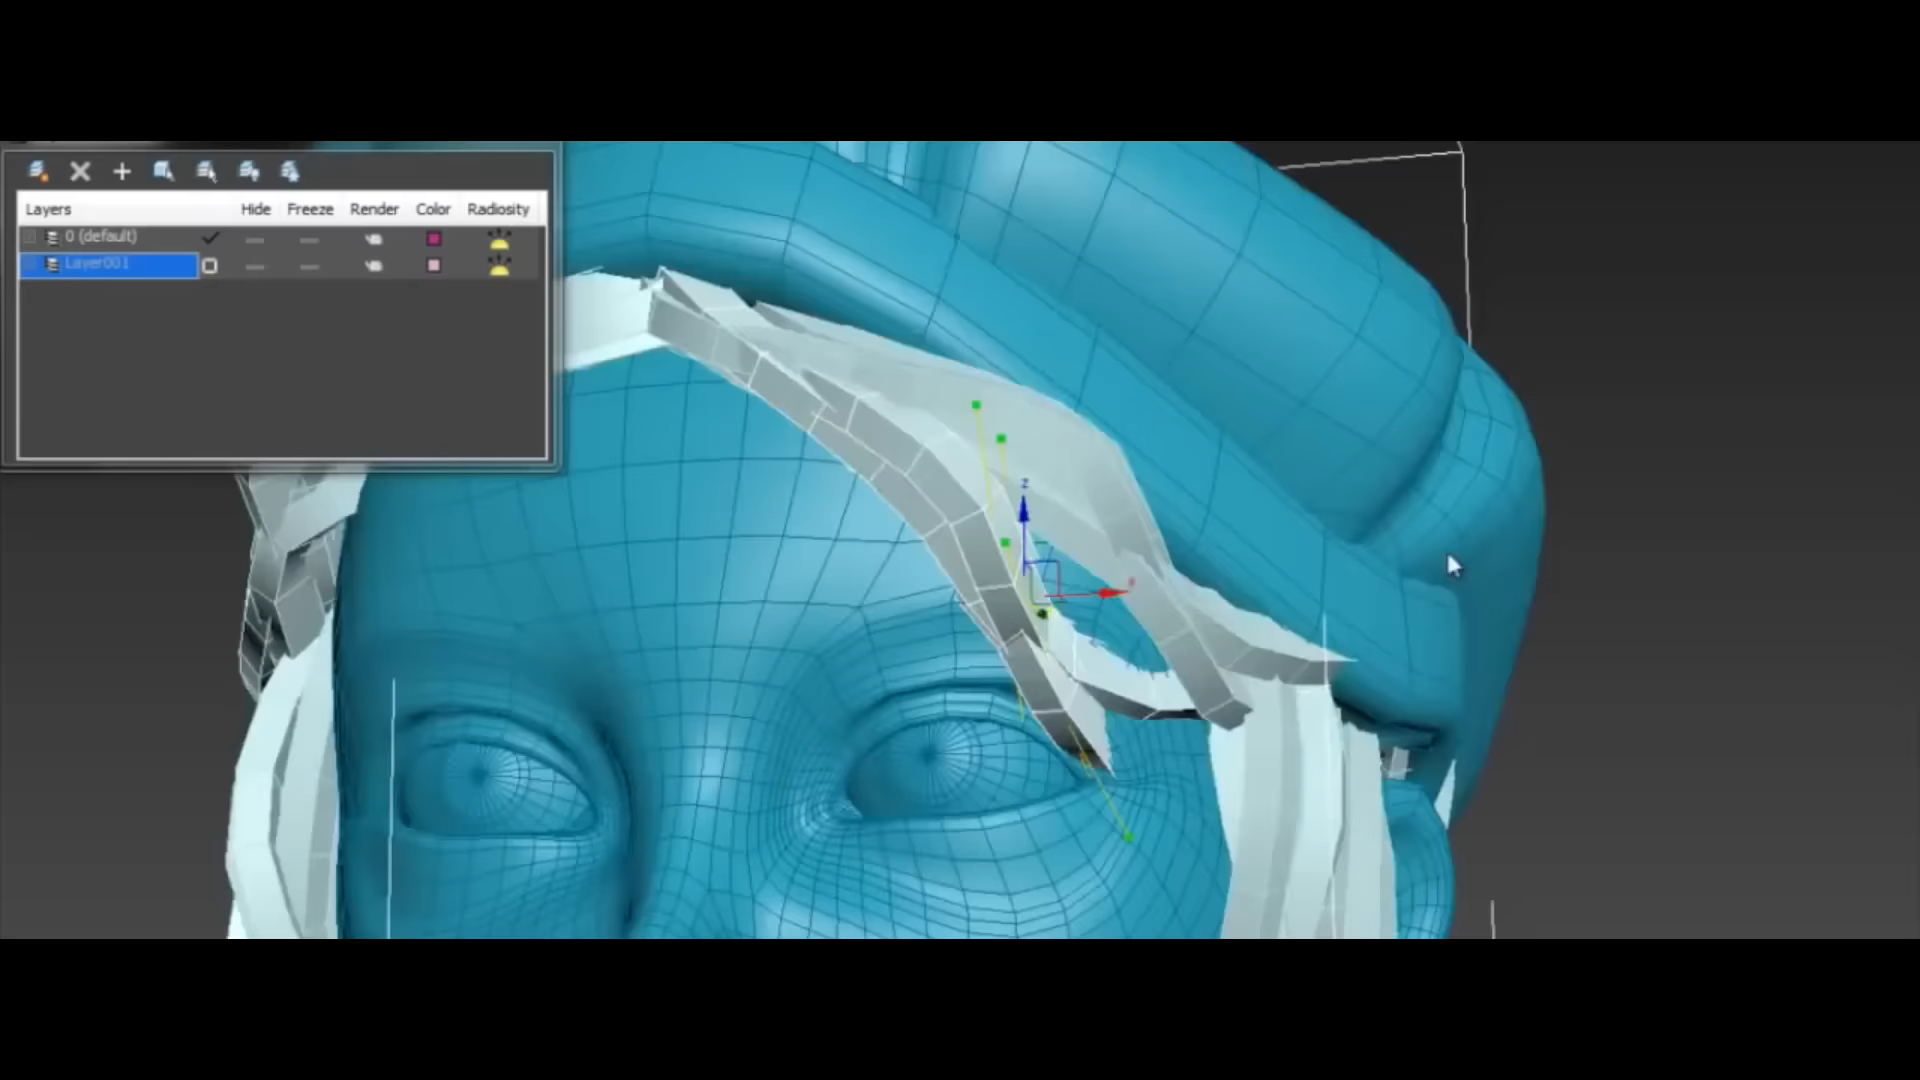 Layers Hide Freeze Render Color Radiosity
0 (default)
Layer001
z